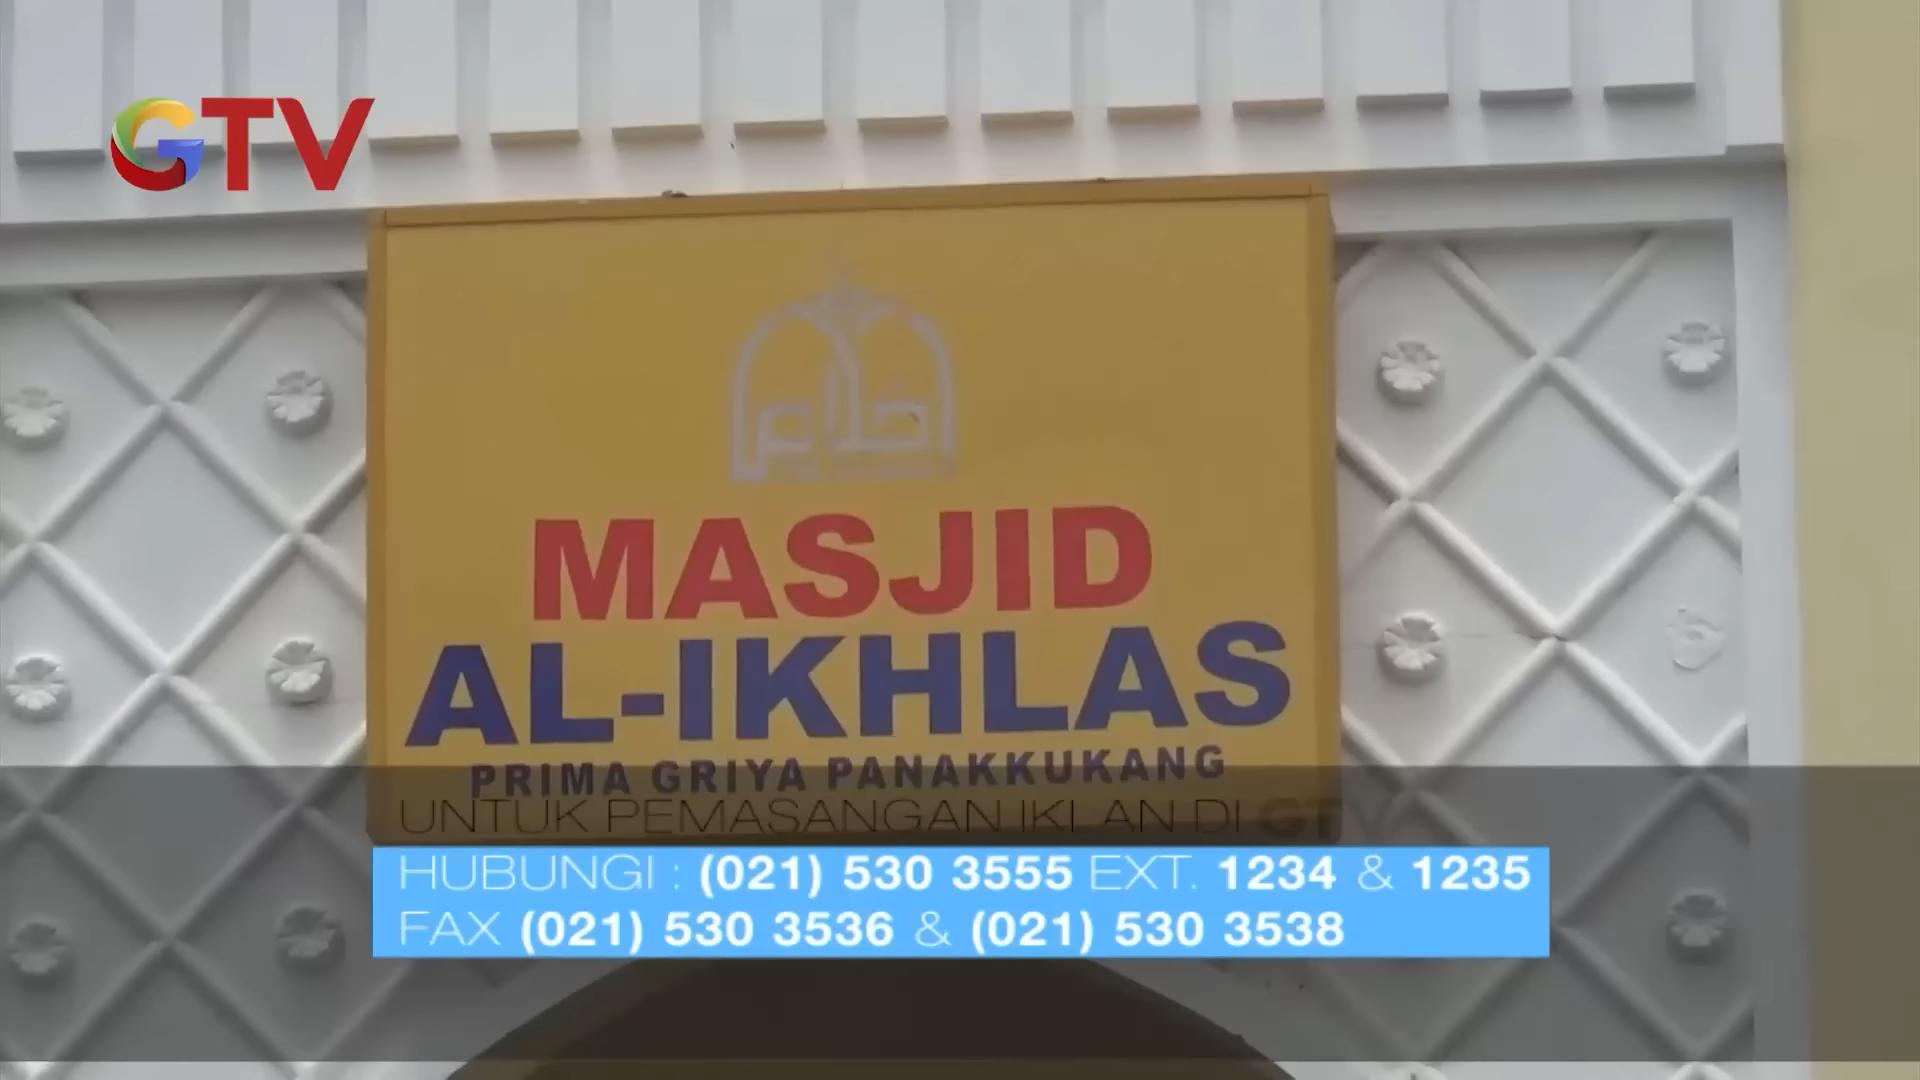 GTV
MASJID
AL-IKHLAS
PRIMA GRIYA PANAKKUKANG
UNTUK PEMASANGAN IKLAN DI GTV
HUBUNGI : (021) 530 3555 EXT. 1234 & 1235
FAX (021) 530 3536 & (021) 530 3538